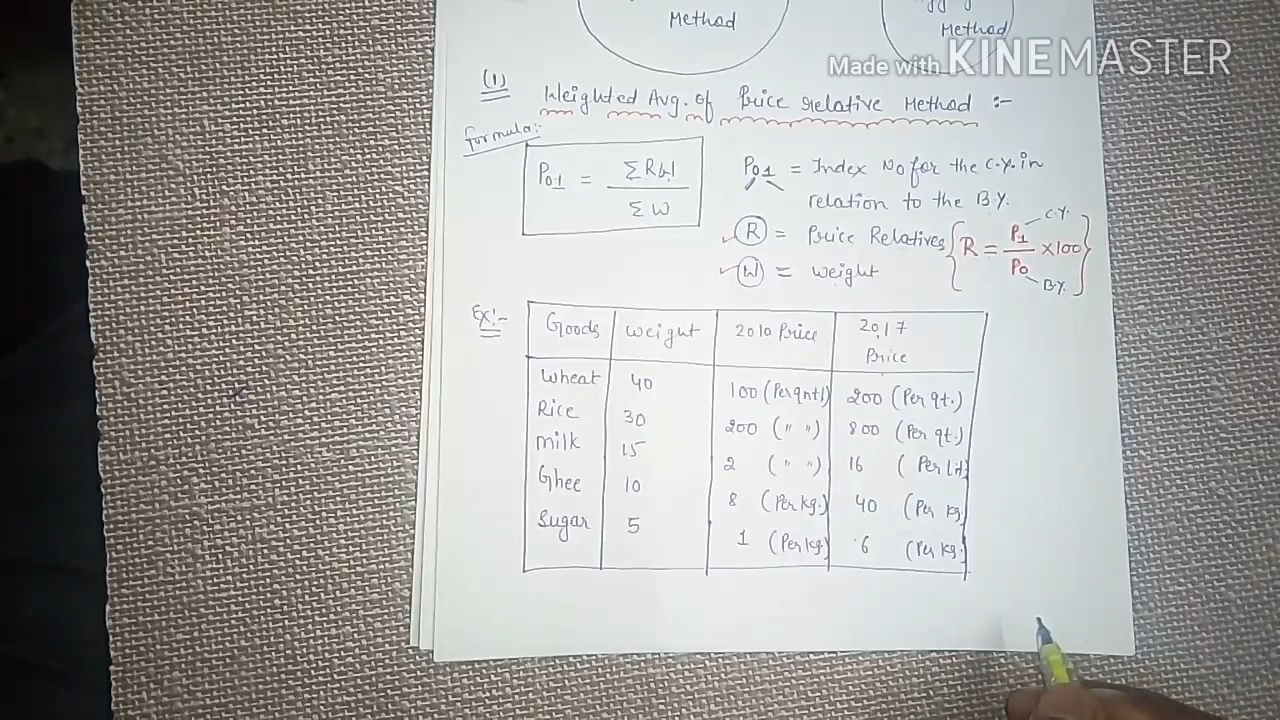 Method
Method
Made with KINEMASTER
(1) Weighted Avg. of Price relative Method :-
Formula:-
P01 = ΣRW / ΣW
P01 = Index No for the C.Y. in
relation to the B.Y.
R = Price Relatives { R = P1 / P0 ×100 }
C.Y.
B.Y.
W = weight
Ex:-
Goods weight 2010 Price 2017 Price
Wheat 40 100 (Per qntl) 200 (Per qt.)
Rice 30 200 (" ") 800 (Per qt.)
milk 15 2 (" ") 16 (Per Lit)
Ghee 10 8 (Per kg.) 40 (Per kg)
Sugar 5 1 (Per kg) 6 (Per kg.)